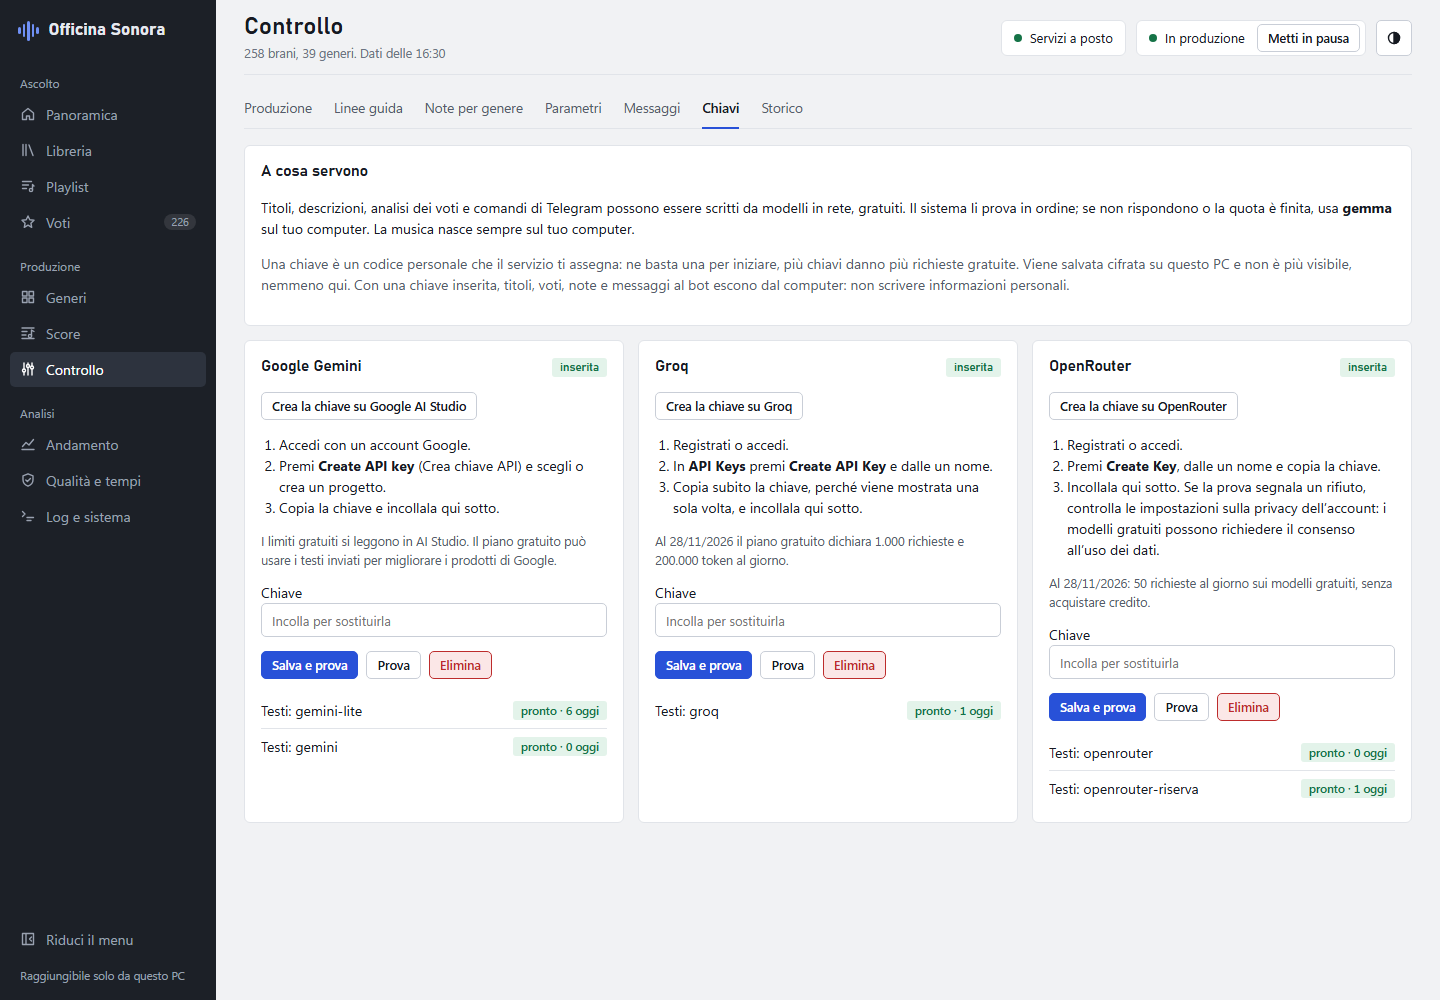 Officina Sonora
Ascolto
Panoramica
Libreria
Playlist
Voti
226
Produzione
Generi
Score
Controllo
Analisi
Andamento
Qualità e tempi
Log e sistema
Riduci il menu
Raggiungibile solo da questo PC
Controllo
258 brani, 39 generi. Dati delle 16:30
Servizi a posto
In produzione
Metti in pausa
Produzione
Linee guida
Note per genere
Parametri
Messaggi
Chiavi
Storico
A cosa servono
Titoli, descrizioni, analisi dei voti e comandi di Telegram possono essere scritti da modelli in rete, gratuiti. Il sistema li prova in ordine; se non rispondono o la quota è finita, usa gemma
sul tuo computer. La musica nasce sempre sul tuo computer.
Una chiave è un codice personale che il servizio ti assegna: ne basta una per iniziare, più chiavi danno più richieste gratuite. Viene salvata cifrata su questo PC e non è più visibile,
nemmeno qui. Con una chiave inserita, titoli, voti, note e messaggi al bot escono dal computer: non scrivere informazioni personali.
Google Gemini
inserita
Crea la chiave su Google AI Studio
1. Accedi con un account Google.
2. Premi Create API key (Crea chiave API) e scegli o
crea un progetto.
3. Copia la chiave e incollala qui sotto.
I limiti gratuiti si leggono in AI Studio. Il piano gratuito può
usare i testi inviati per migliorare i prodotti di Google.
Chiave
Incolla per sostituirla
Salva e prova
Prova
Elimina
Testi: gemini-lite
pronto · 6 oggi
Testi: gemini
pronto · 0 oggi
Groq
inserita
Crea la chiave su Groq
1. Registrati o accedi.
2. In API Keys premi Create API Key e dalle un nome.
3. Copia subito la chiave, perché viene mostrata una
sola volta, e incollala qui sotto.
Al 28/11/2026 il piano gratuito dichiara 1.000 richieste e
200.000 token al giorno.
Chiave
Incolla per sostituirla
Salva e prova
Prova
Elimina
Testi: groq
pronto · 1 oggi
OpenRouter
inserita
Crea la chiave su OpenRouter
1. Registrati o accedi.
2. Premi Create Key, dalle un nome e copia la chiave.
3. Incollala qui sotto. Se la prova segnala un rifiuto,
controlla le impostazioni sulla privacy dell’account: i
modelli gratuiti possono richiedere il consenso
all’uso dei dati.
Al 28/11/2026: 50 richieste al giorno sui modelli gratuiti, senza
acquistare credito.
Chiave
Incolla per sostituirla
Salva e prova
Prova
Elimina
Testi: openrouter
pronto · 0 oggi
Testi: openrouter-riserva
pronto · 1 oggi